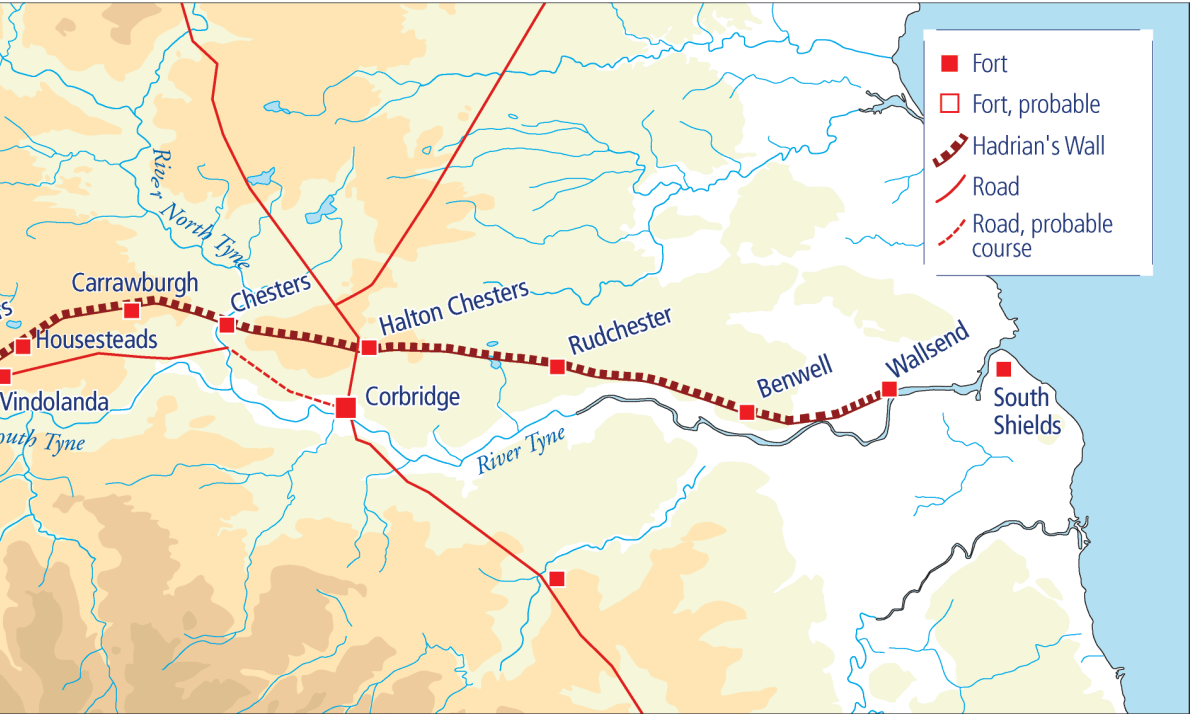 Fort
Fort, probable
Hadrian's Wall
Road
Road, probable
course
River North Tyne
Carrawburgh
Chesters
Halton Chesters
Housesteads
Rudchester
Wallsend
Benwell
South
Shields
Vindolanda
Corbridge
River Tyne
Tyne